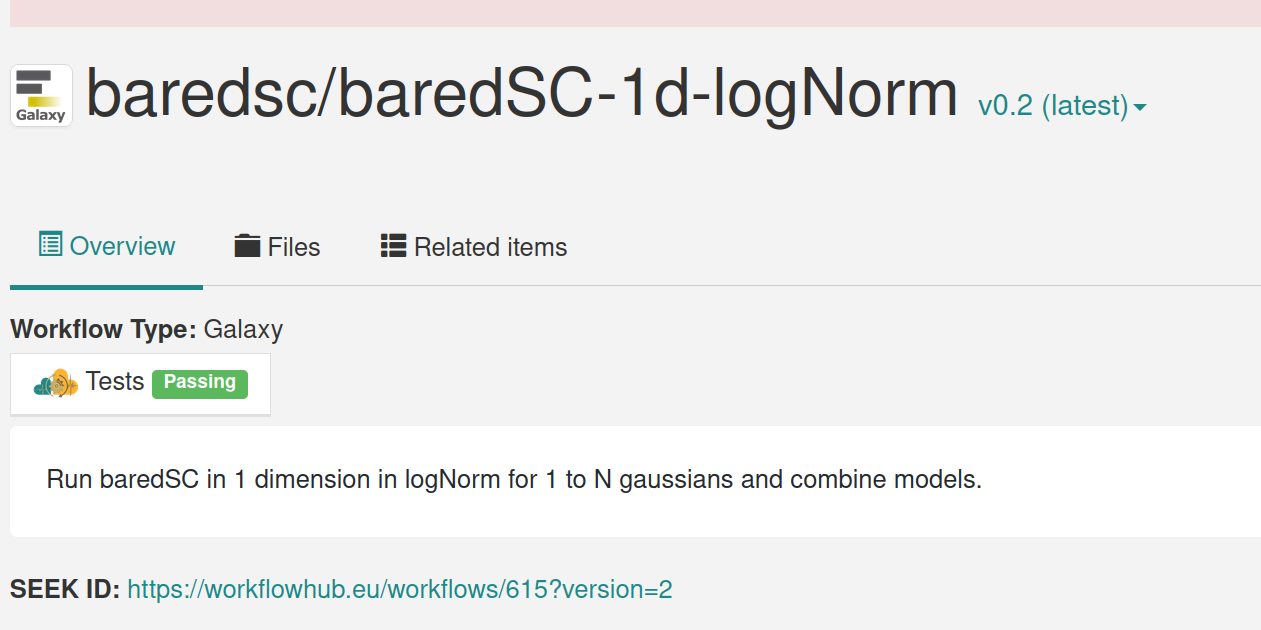 Galaxy
baredsc/baredSC-1d-logNorm v0.2 (latest)
Overview Files Related items
Workflow Type: Galaxy
Tests Passing
Run baredSC in 1 dimension in logNorm for 1 to N gaussians and combine models.
SEEK ID: https://workflowhub.eu/workflows/615?version=2